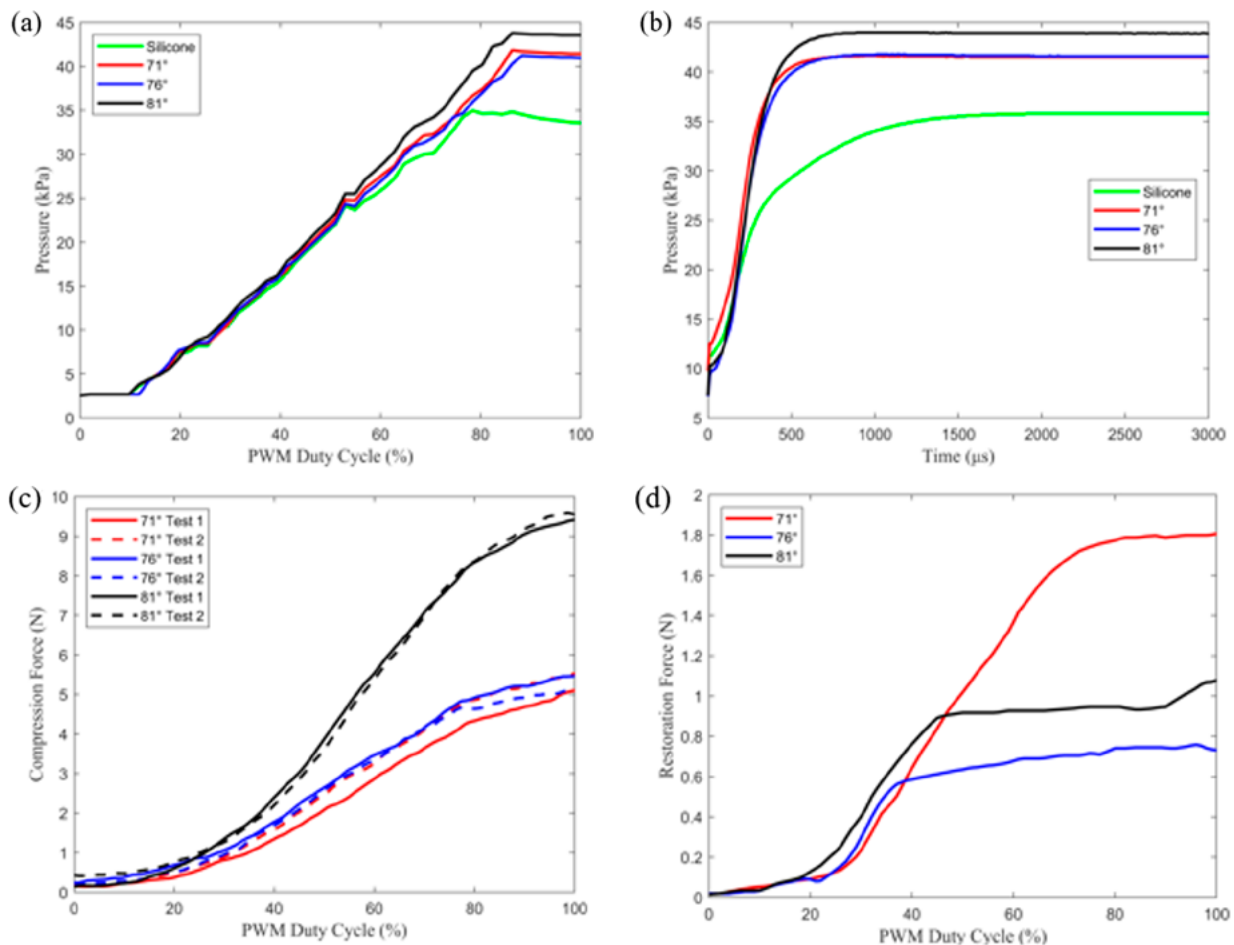 (a)
45
40
35
30
25
20
15
10
5
0
Pressure (kPa)
Silicone
71°
76°
81°
0 20 40 60 80 100
PWM Duty Cycle (%)
(b)
45
40
35
30
25
20
15
10
5
Pressure (kPa)
Silicone
71°
76°
81°
0 500 1000 1500 2000 2500 3000
Time (μs)
(c)
10
9
8
7
6
5
4
3
2
1
0
Compression Force (N)
71° Test 1
71° Test 2
76° Test 1
76° Test 2
81° Test 1
81° Test 2
0 20 40 60 80 100
PWM Duty Cycle (%)
(d)
2
1.8
1.6
1.4
1.2
1
0.8
0.6
0.4
0.2
0
Restoration Force (N)
71°
76°
81°
0 20 40 60 80 100
PWM Duty Cycle (%)